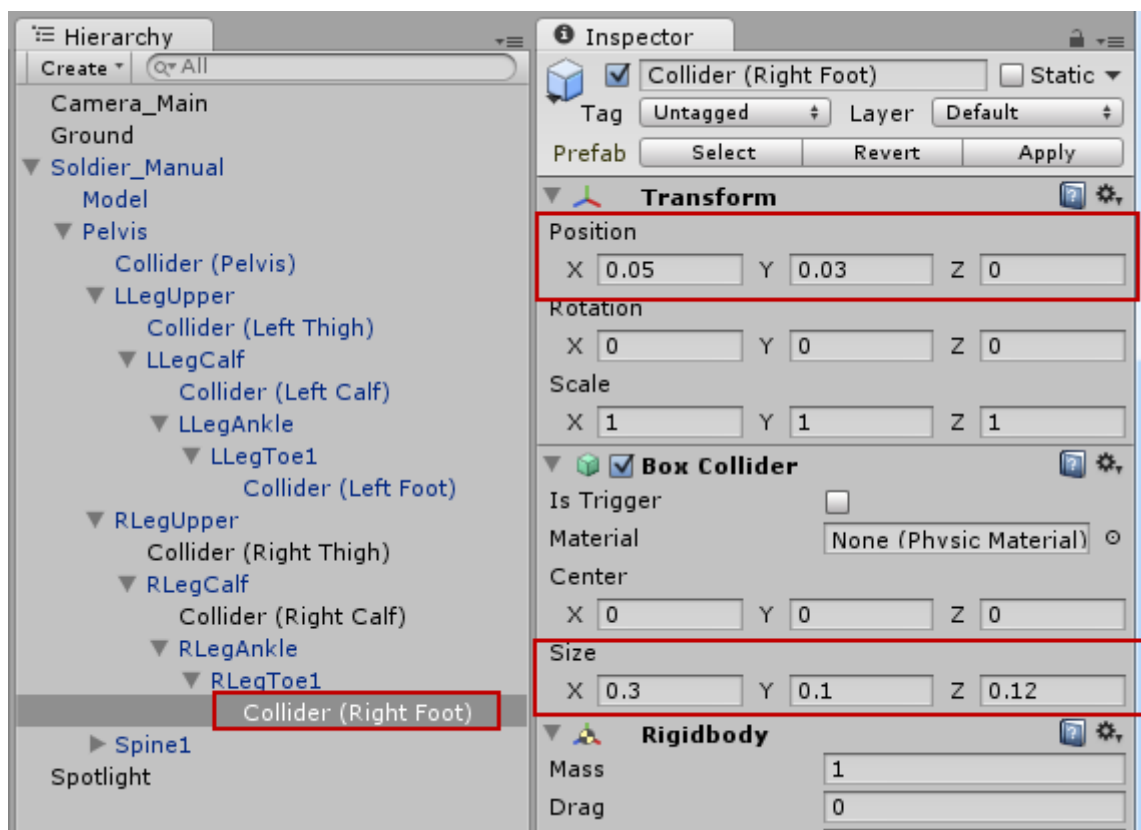 Hierarchy
Create All
Camera_Main
Ground
Soldier_Manual
Model
Pelvis
Collider (Pelvis)
LLegUpper
Collider (Left Thigh)
LLegCalf
Collider (Left Calf)
LLegAnkle
LLegToe1
Collider (Left Foot)
RLegUpper
Collider (Right Thigh)
RLegCalf
Collider (Right Calf)
RLegAnkle
RLegToe1
Collider (Right Foot)
Spine1
Spotlight
Inspector
Collider (Right Foot) Static
Tag Untagged Layer Default
Prefab Select Revert Apply
Transform
Position
X 0.05 Y 0.03 Z 0
Rotation
X 0 Y 0 Z 0
Scale
X 1 Y 1 Z 1
Box Collider
Is Trigger
Material None (Physic Material)
Center
X 0 Y 0 Z 0
Size
X 0.3 Y 0.1 Z 0.12
Rigidbody
Mass 1
Drag 0